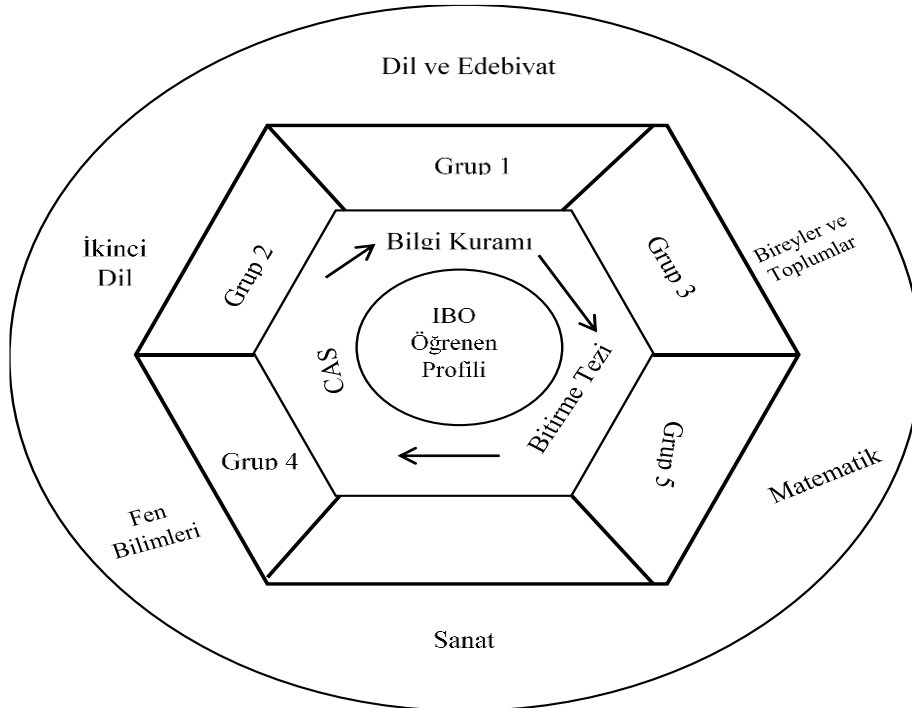 Dil ve Edebivat
Grup 1
İkinci
Dil
Grup 2
Bilgi Kuramı
Grup 3
Bireyler ve
Toplumlar
IBO
Öğrenen
Profili
CAS
Bitirme Tezi
Grup 4
Grup 5
Matematik
Fen
Bilimleri
Sanat